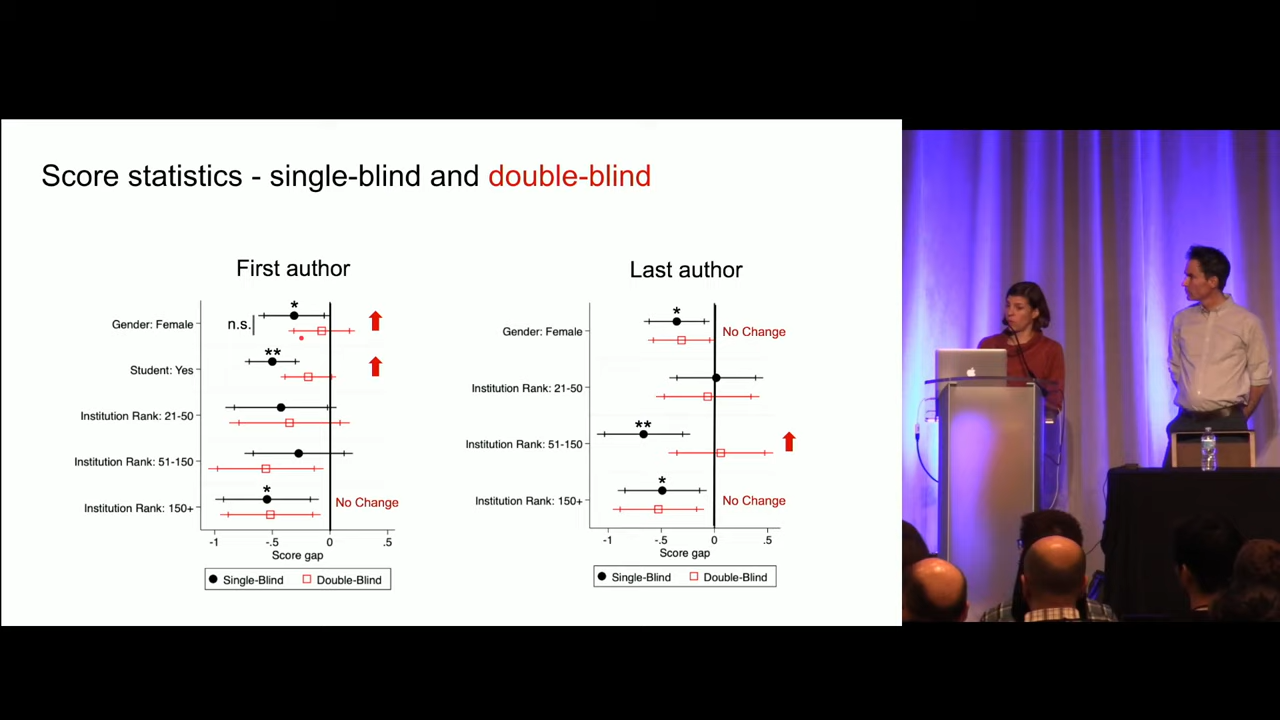 Score statistics - single-blind and double-blind
First author
Gender: Female
n.s.
*
Student: Yes
**
Institution Rank: 21-50
Institution Rank: 51-150
Institution Rank: 150+
*
No Change
-1 -.5 0 .5
Score gap
Single-Blind Double-Blind
Last author
Gender: Female
*
No Change
Institution Rank: 21-50
Institution Rank: 51-150
**
Institution Rank: 150+
*
No Change
-1 -.5 0 .5
Score gap
Single-Blind Double-Blind